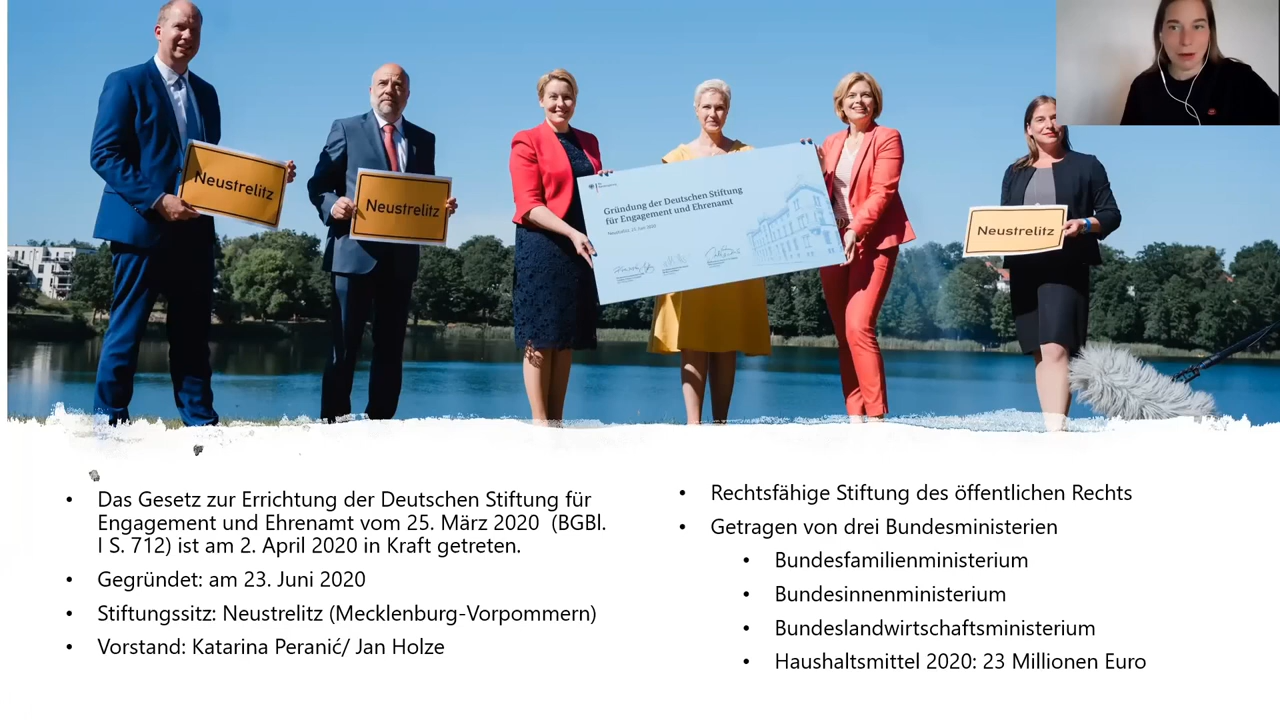 Neustrelitz
Neustrelitz
Gründung der Deutschen Stiftung
für Engagement und Ehrenamt
Neustrelitz
• Das Gesetz zur Errichtung der Deutschen Stiftung für
Engagement und Ehrenamt vom 25. März 2020 (BGBl.
I S. 712) ist am 2. April 2020 in Kraft getreten.
• Gegründet: am 23. Juni 2020
• Stiftungssitz: Neustrelitz (Mecklenburg-Vorpommern)
• Vorstand: Katarina Peranić/ Jan Holze
• Rechtsfähige Stiftung des öffentlichen Rechts
• Getragen von drei Bundesministerien
• Bundesfamilienministerium
• Bundesinnenministerium
• Bundeslandwirtschaftsministerium
• Haushaltsmittel 2020: 23 Millionen Euro